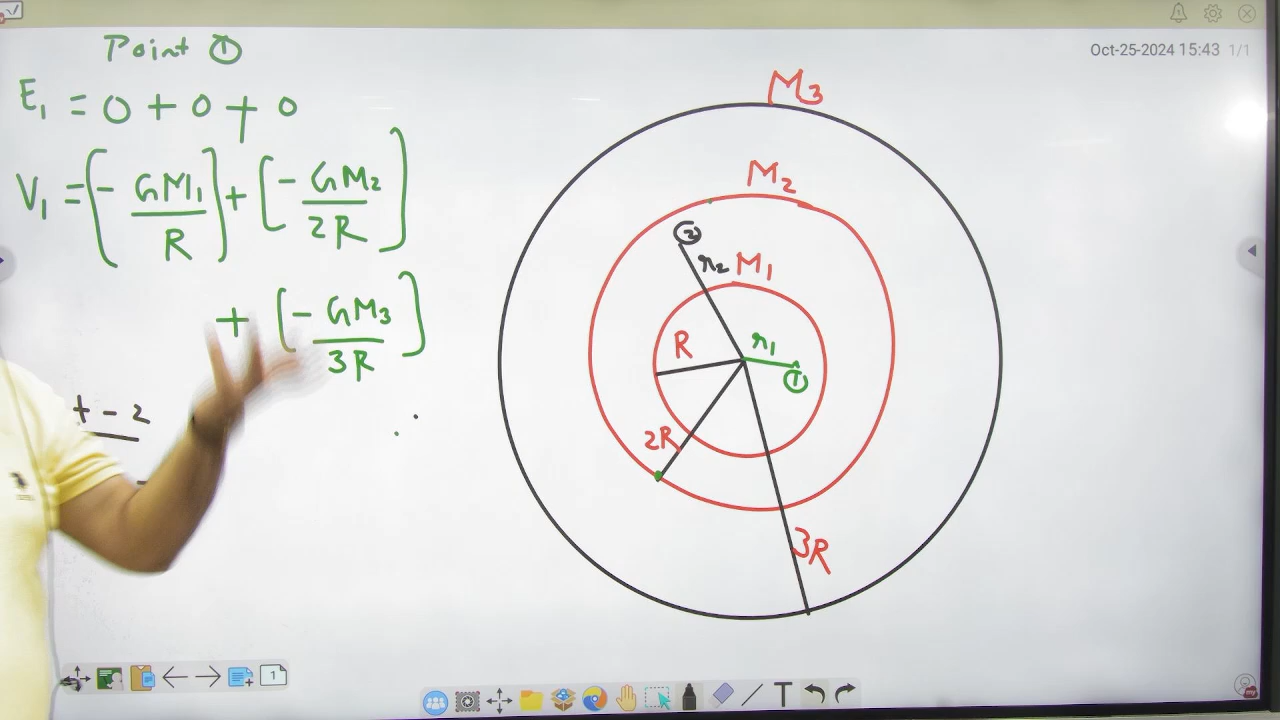 Oct-25-2024 15:43 1/1
Point ①
E₁ = 0 + 0 + 0
V₁ = [- GM₁/R] + [- GM₂/2R]
+ [- GM₃/3R]
t - 2
M₃
M₂
②
r₂ M₁
R r₁
①
2R
3R
1 T